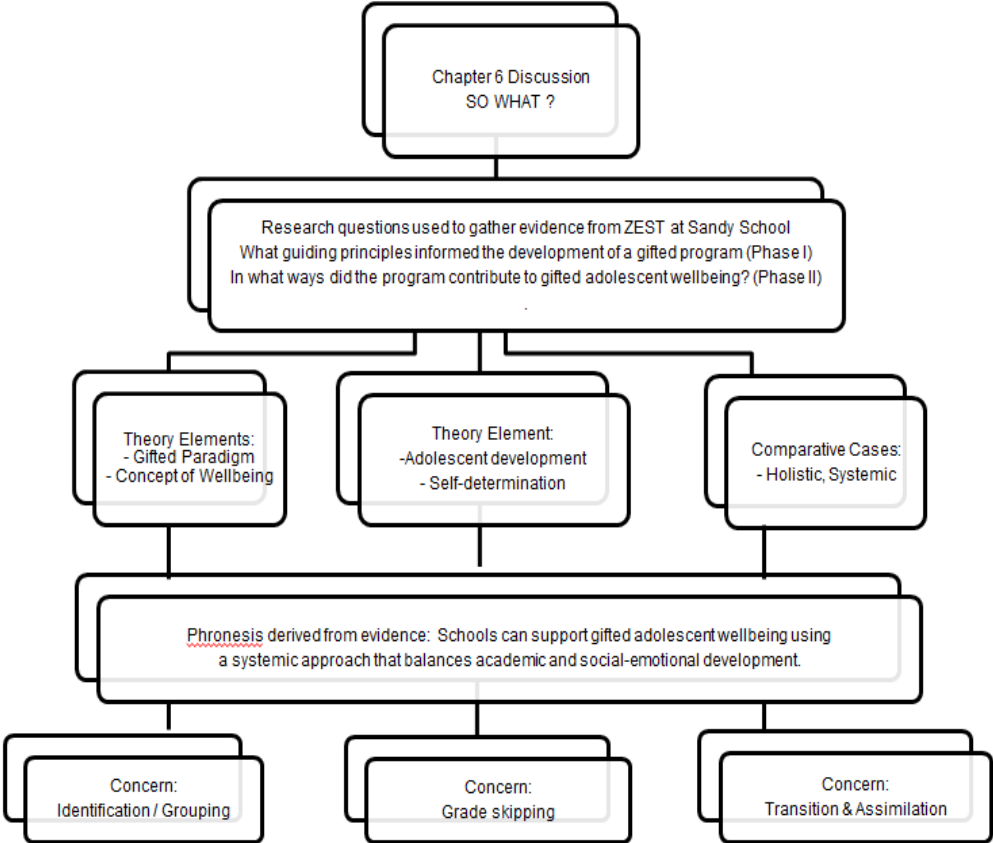 Chapter 6 Discussion
SO WHAT ?
Research questions used to gather evidence from ZEST at Sandy School
What guiding principles informed the development of a gifted program (Phase I)
In what ways did the program contribute to gifted adolescent wellbeing? (Phase II)
.
Theory Elements:
- Gifted Paradigm
- Concept of Wellbeing
Theory Element:
-Adolescent development
- Self-determination
Comparative Cases:
- Holistic, Systemic
Phronesis derived from evidence: Schools can support gifted adolescent wellbeing using
a systemic approach that balances academic and social-emotional development.
Concern:
Identification / Grouping
Concern:
Grade skipping
Concern:
Transition & Assimilation